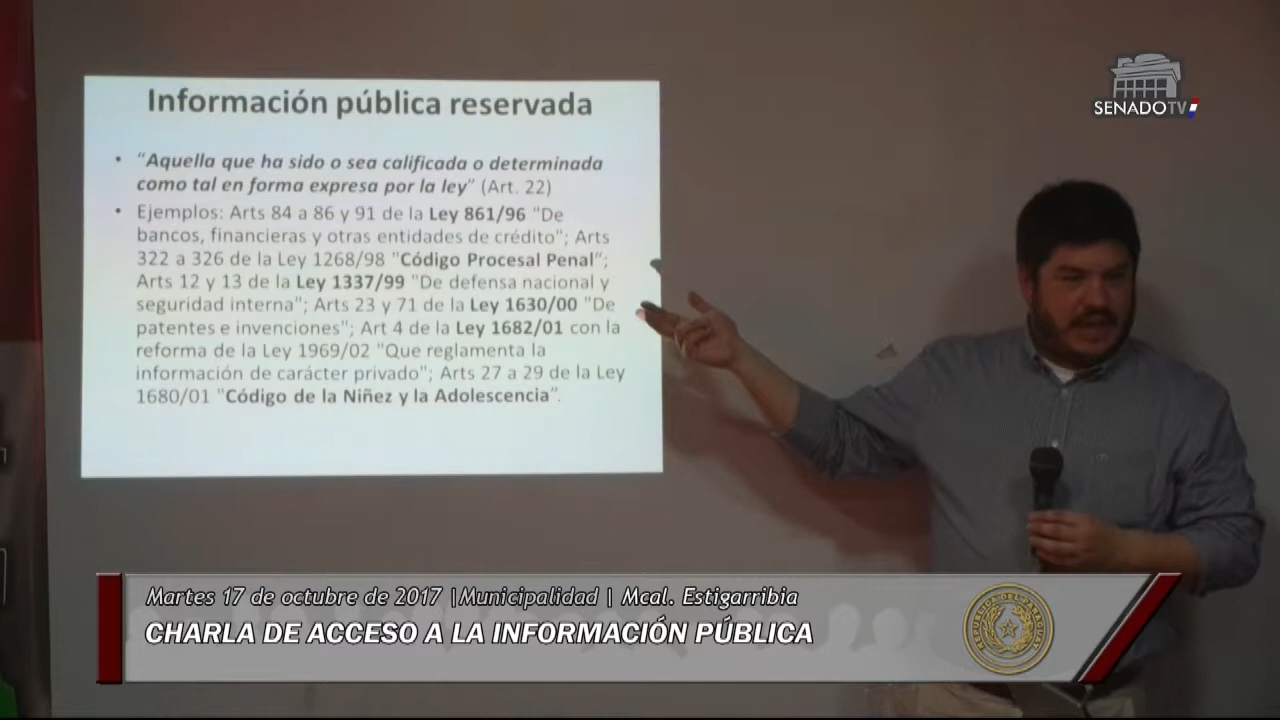 Información pública reservada
• "Aquella que ha sido o sea calificada o determinada
como tal en forma expresa por la ley" (Art. 22)
• Ejemplos: Arts 84 a 86 y 91 de la Ley 861/96 "De
bancos, financieras y otras entidades de crédito"; Arts
322 a 326 de la Ley 1268/98 "Código Procesal Penal";
Arts 12 y 13 de la Ley 1337/99 "De defensa nacional y
seguridad interna"; Arts 23 y 71 de la Ley 1630/00 "De
patentes e invenciones"; Art 4 de la Ley 1682/01 con la
reforma de la Ley 1969/02 "Que reglamenta la
información de carácter privado"; Arts 27 a 29 de la Ley
1680/01 "Código de la Niñez y la Adolescencia".
SENADOTV
Martes 17 de octubre de 2017 |Municipalidad | Mcal. Estigarribia
CHARLA DE ACCESO A LA INFORMACIÓN PÚBLICA
REPUBLICA DEL PARAGUAY